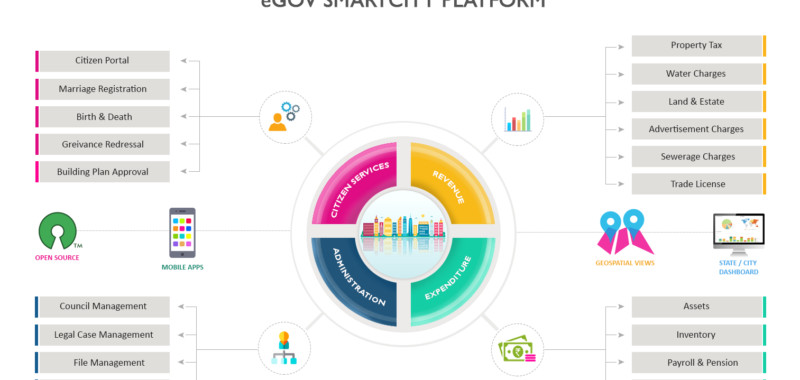 eGOV SMARTCITY PLATFORM
Citizen Portal
Marriage Registration
Birth & Death
Greivance Redressal
Building Plan Approval
Property Tax
Water Charges
Land & Estate
Advertisement Charges
Sewerage Charges
Trade License
CITIZEN SERVICES
REVENUE
ADMINISTRATION
EXPENDITURE
TM
OPEN SOURCE
MOBILE APPS
GEOSPATIAL VIEWS
STATE / CITY
DASHBOARD
Council Management
Legal Case Management
File Management
Assets
Inventory
Payroll & Pension